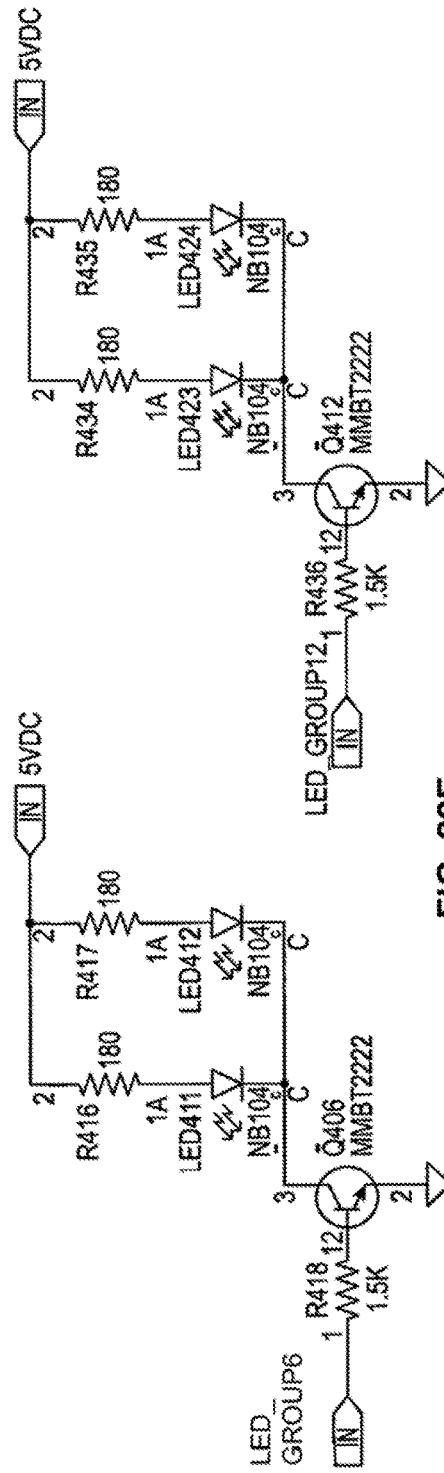 IN 5VDC
2
2
R416
180
R417
180
1A
1A
LED411
LED412
NB104
c
NB104
c
C
C
3
Q406
MMBT2222
LED_
GROUP6
IN
1
R418
12
1.5K
2
IN 5VDC
2
2
R434
180
R435
180
1A
1A
LED423
LED424
NB104
c
NB104
c
C
C
3
Q412
MMBT2222
LED_GROUP12
IN
1
R436
12
1.5K
2